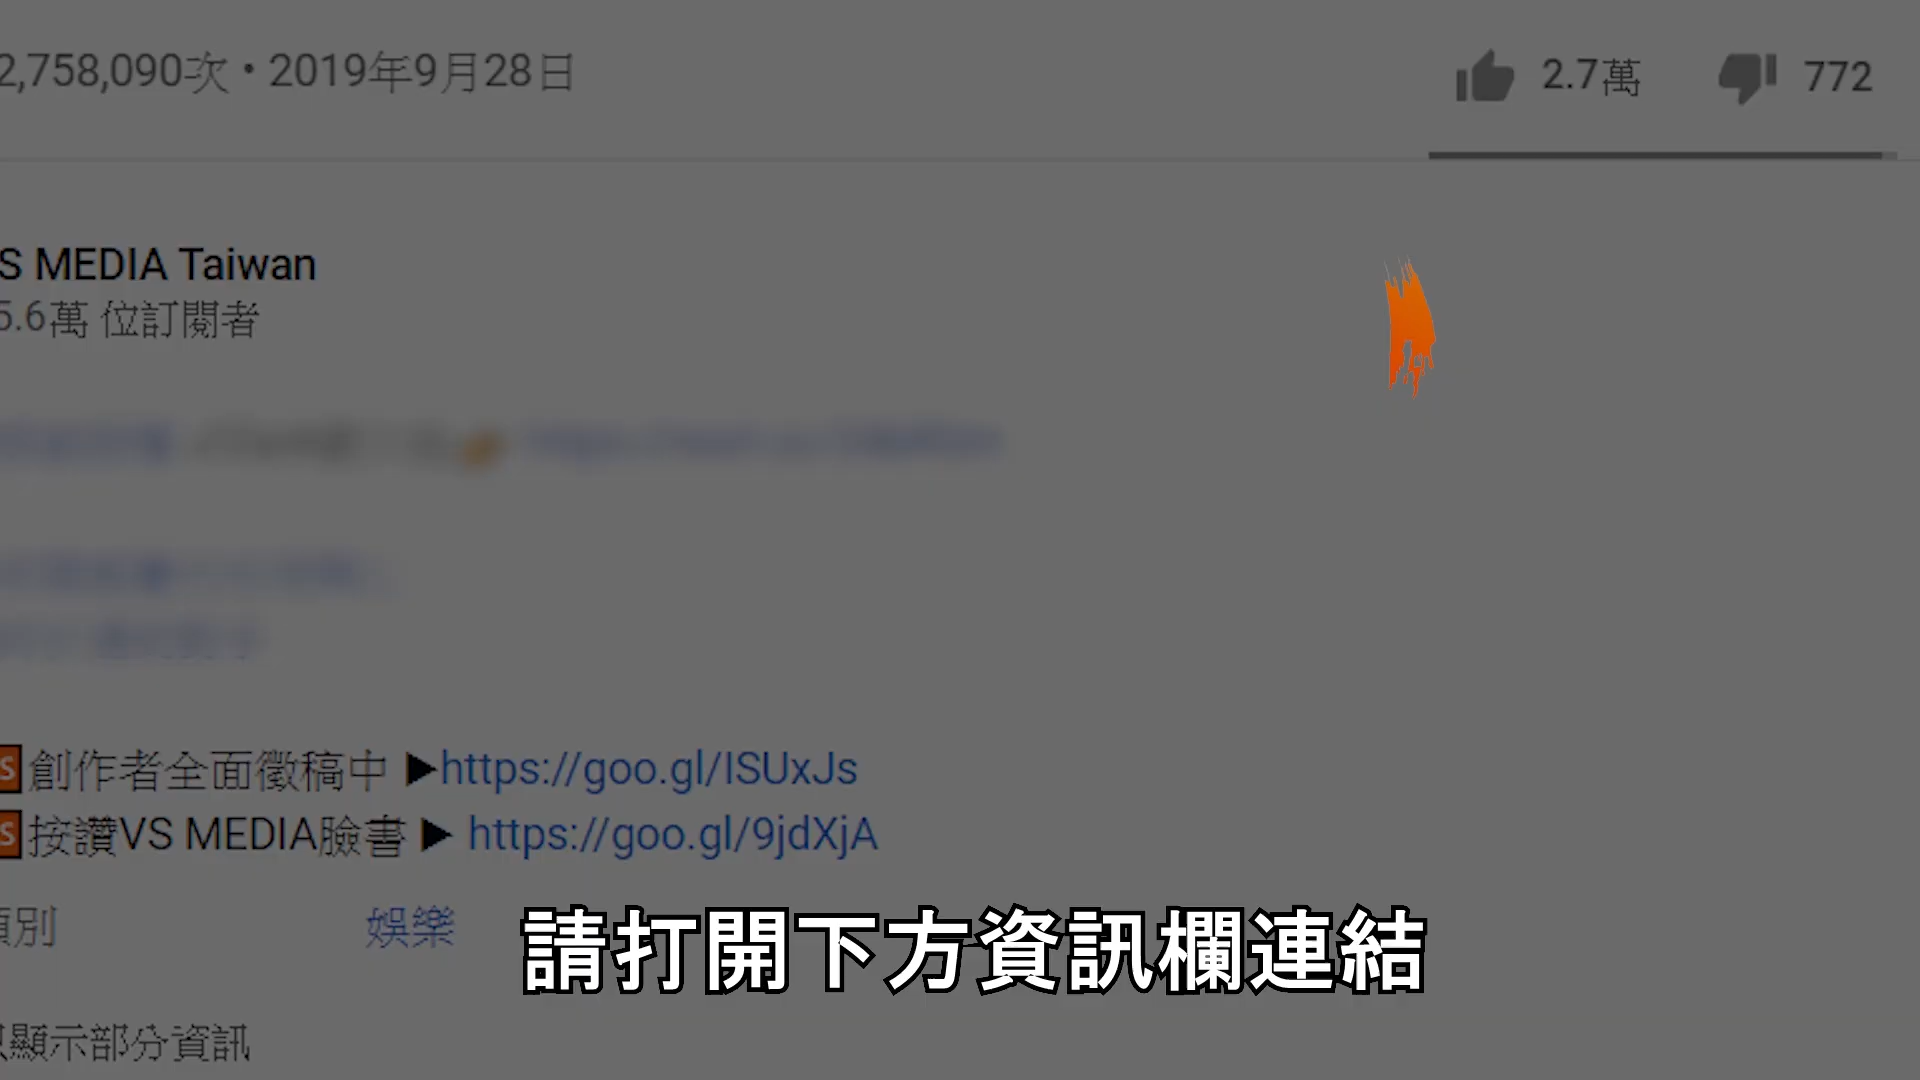 2,758,090次 • 2019年9月28日
2.7萬 772
S MEDIA Taiwan
5.6萬 位訂閱者
S創作者全面徵稿中 ▶https://goo.gl/ISUxJs
S按讚VS MEDIA臉書 ▶ https://goo.gl/9jdXjA
類別 娛樂
請打開下方資訊欄連結
只顯示部分資訊